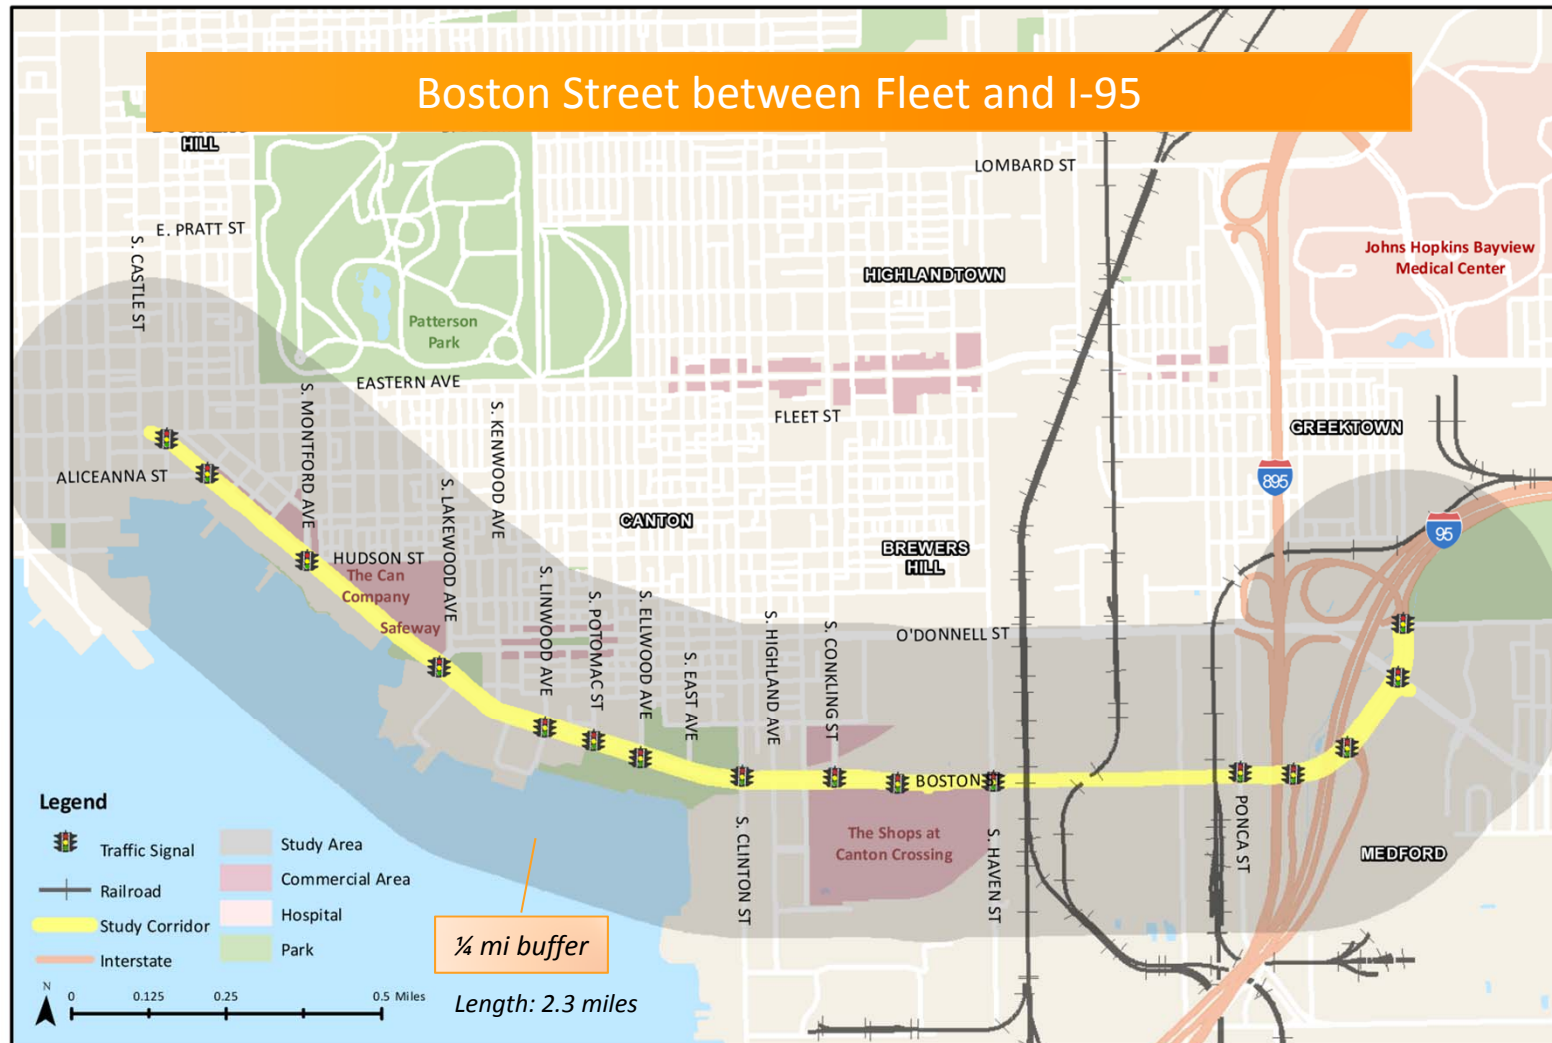 Boston Street between Fleet and I-95
HILL
LOMBARD ST
E. PRATT ST
S. CASTLE ST
Johns Hopkins Bayview
Medical Center
HIGHLANDTOWN
Patterson
Park
EASTERN AVE
S. MONTFORD AVE
S. KENWOOD AVE
FLEET ST
GREEKTOWN
ALICEANNA ST
895
S. LAKEWOOD AVE
CANTON
95
HUDSON ST
BREWERS
HILL
The Can
Company
Safeway
S. LINWOOD AVE
S. POTOMAC ST
S. ELLWOOD AVE
S. EAST AVE
S. HIGHLAND AVE
S. CONKLING ST
O'DONNELL ST
BOSTON ST
S. CLINTON ST
The Shops at
Canton Crossing
S. HAVEN ST
PONCA ST
MEDFORD
Legend
Traffic Signal
Railroad
Study Corridor
Interstate
Study Area
Commercial Area
Hospital
Park
¼ mi buffer
Length: 2.3 miles
N
0 0.125 0.25 0.5 Miles